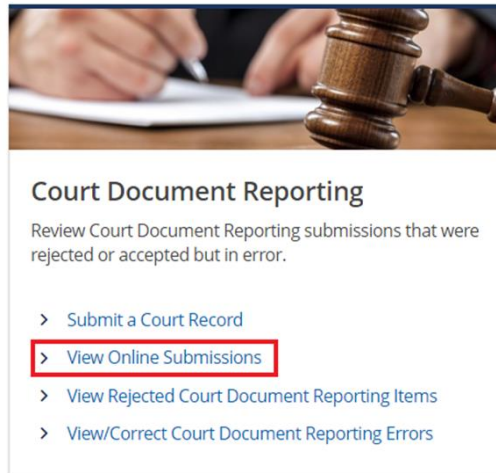 Court Document Reporting
Review Court Document Reporting submissions that were
rejected or accepted but in error.
Submit a Court Record
View Online Submissions
View Rejected Court Document Reporting Items
View/Correct Court Document Reporting Errors